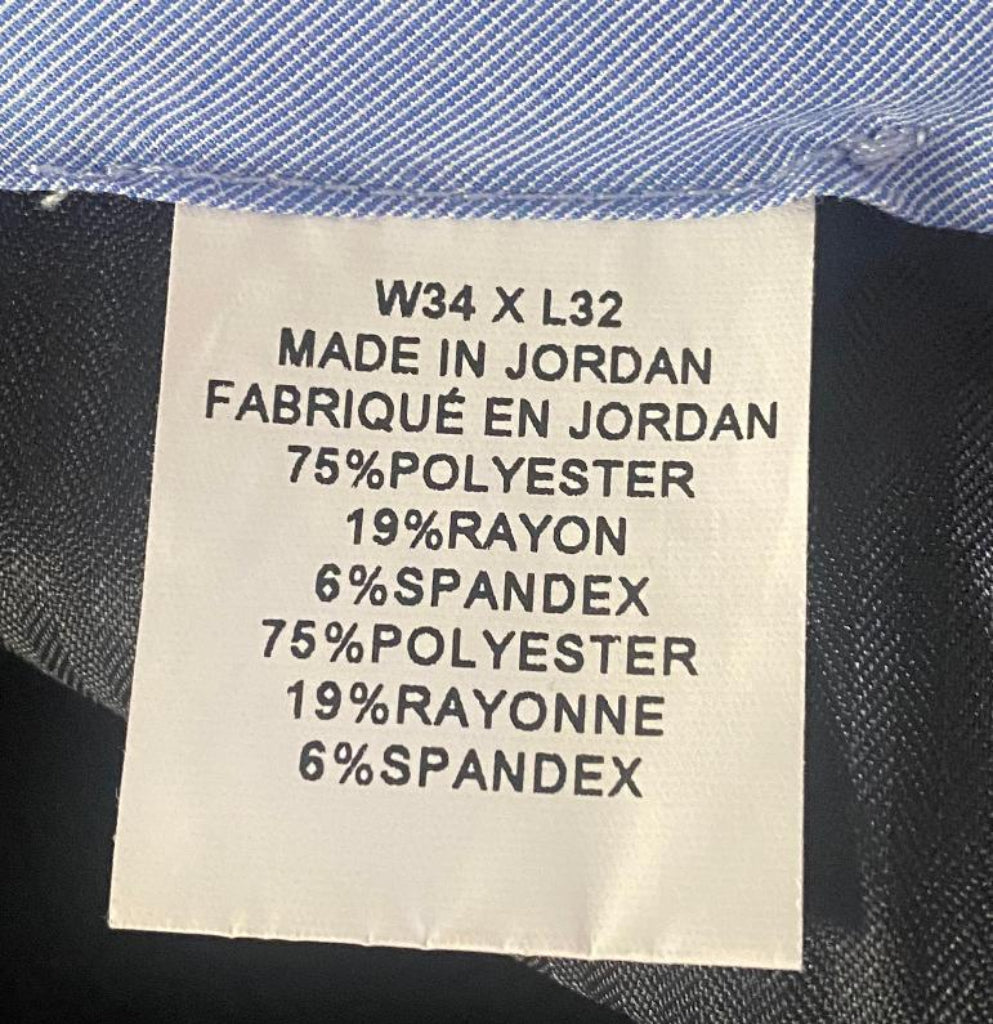 W34 X L32
MADE IN JORDAN
FABRIQUÉ EN JORDAN
75%POLYESTER
19%RAYON
6%SPANDEX
75%POLYESTER
19%RAYONNE
6%SPANDEX